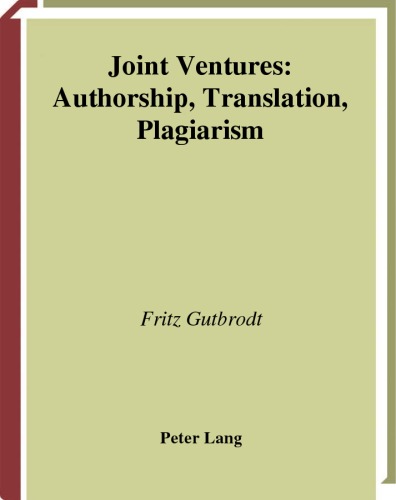 Joint Ventures:
Authorship, Translation,
Plagiarism
Fritz Gutbrodt
Peter Lang